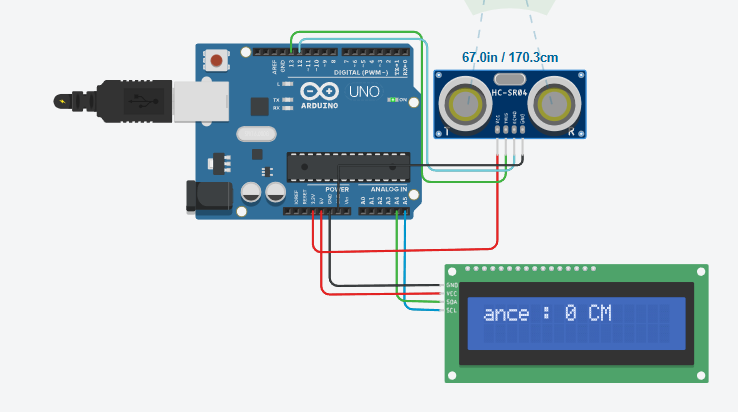 67.0in / 170.3cm
HC-SR04
VCC
TRIG
ECHO
GND
T
R
AREF
GND
13
12
~11
~10
~9
8
7
~6
~5
4
~3
2
TX→1
RX←0
DIGITAL (PWM~)
L
TX
RX
ARDUINO
UNO
ON
POWER
ANALOG IN
IOREF
RESET
3.3V
5V
GND
Vin
A0
A1
A2
A3
A4
A5
GND
VCC
SDA
SCL
ance : 0 CM